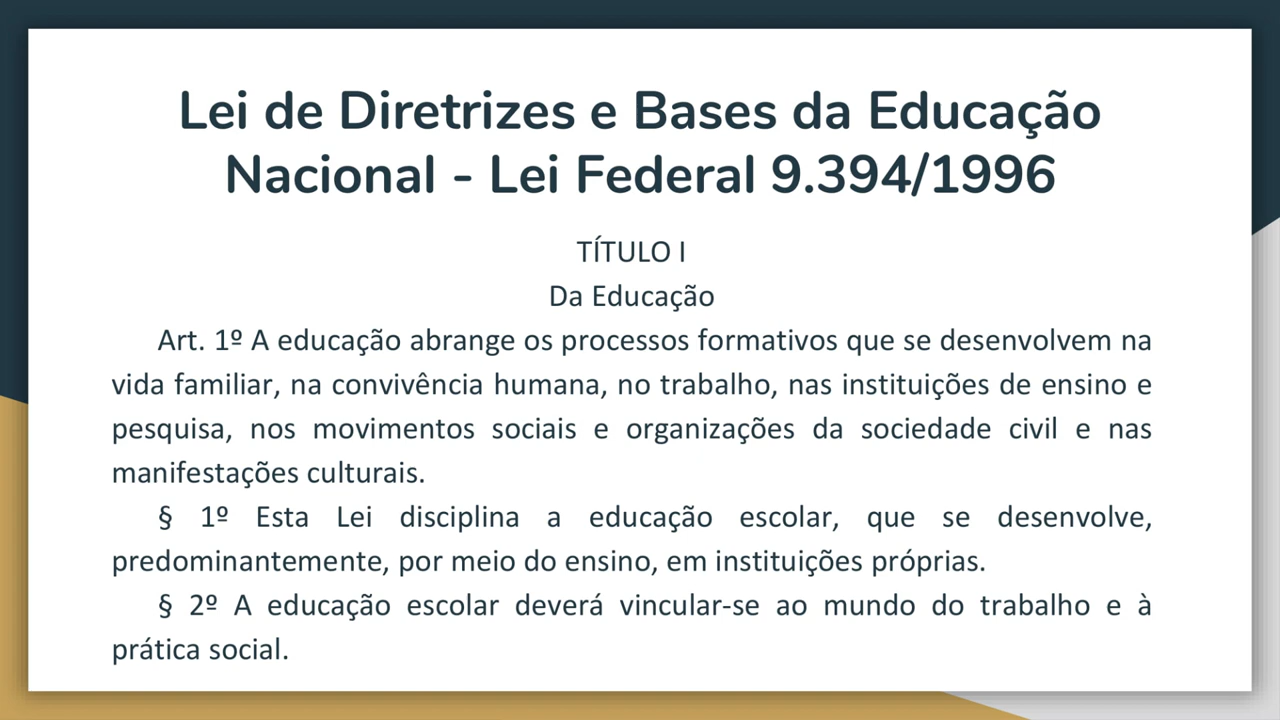 Lei de Diretrizes e Bases da Educação
Nacional - Lei Federal 9.394/1996
TÍTULO I
Da Educação
Art. 1º A educação abrange os processos formativos que se desenvolvem na
vida familiar, na convivência humana, no trabalho, nas instituições de ensino e
pesquisa, nos movimentos sociais e organizações da sociedade civil e nas
manifestações culturais.
§ 1º Esta Lei disciplina a educação escolar, que se desenvolve,
predominantemente, por meio do ensino, em instituições próprias.
§ 2º A educação escolar deverá vincular-se ao mundo do trabalho e à
prática social.